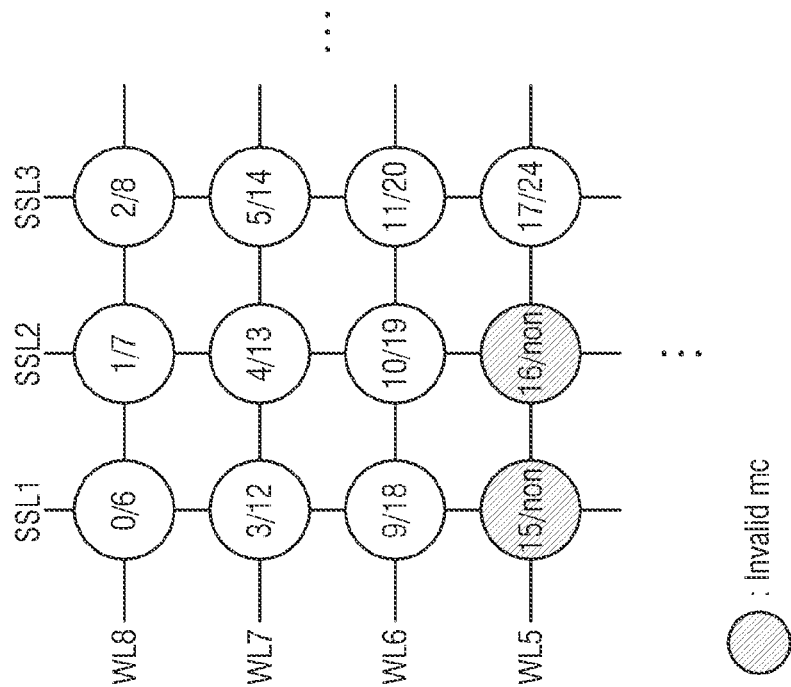 SSL1 SSL2 SSL3
WL8 0/6 1/7 2/8
WL7 3/12 4/13 5/14
WL6 9/18 10/19 11/20
WL5 15/non 16/non 17/24
: Invalid mc